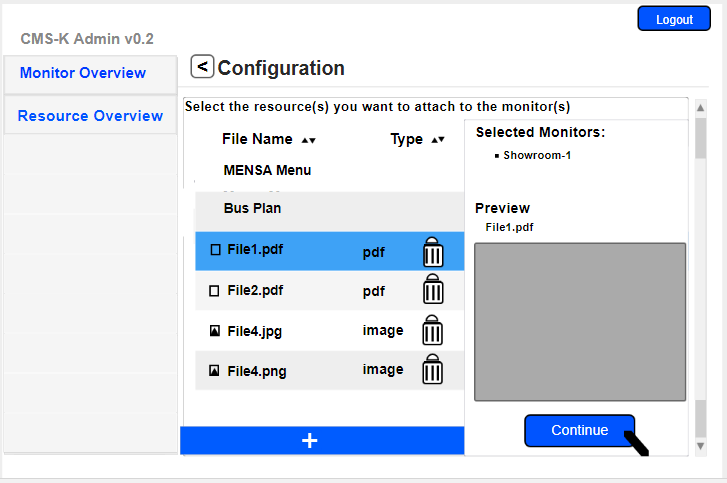 Logout
CMS-K Admin v0.2
Monitor Overview
Resource Overview
< Configuration
Select the resource(s) you want to attach to the monitor(s)
File Name Type
MENSA Menu
Bus Plan
File1.pdf pdf
File2.pdf pdf
File4.jpg image
File4.png image
+
Selected Monitors:
Showroom-1
Preview
File1.pdf
Continue